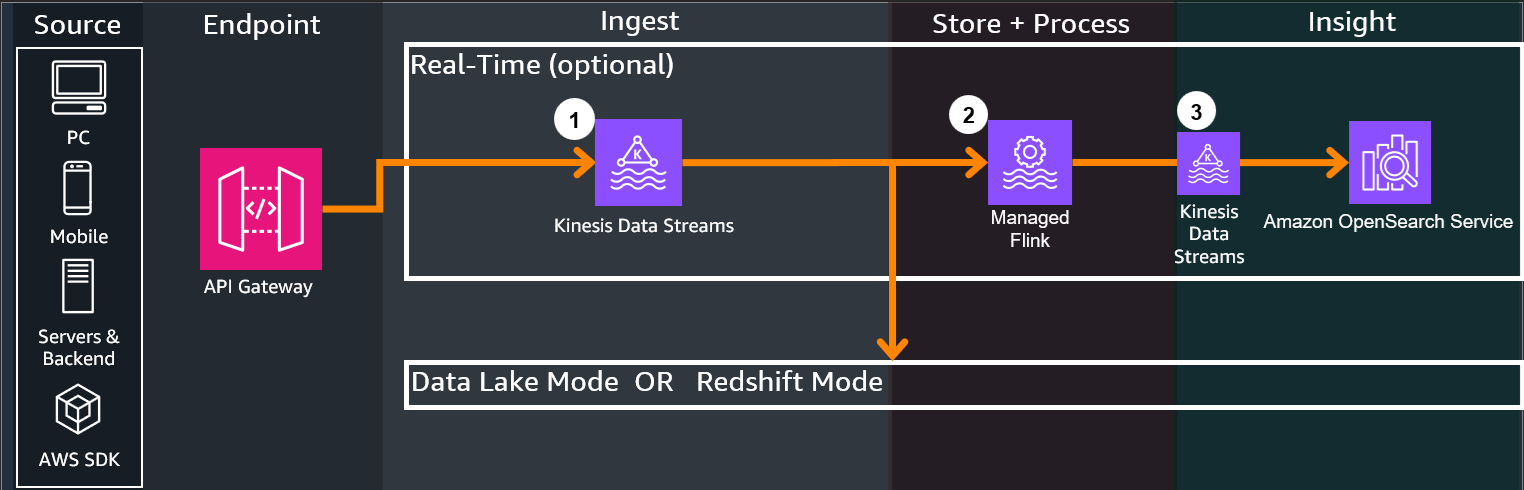 Source
Endpoint
Ingest
Store + Process
Insight
PC
Mobile
Servers &
Backend
AWS SDK
</>
API Gateway
Real-Time (optional)
1
K
Kinesis Data Streams
2
Managed
Flink
3
K
Kinesis
Data
Streams
Amazon OpenSearch Service
Data Lake Mode OR Redshift Mode